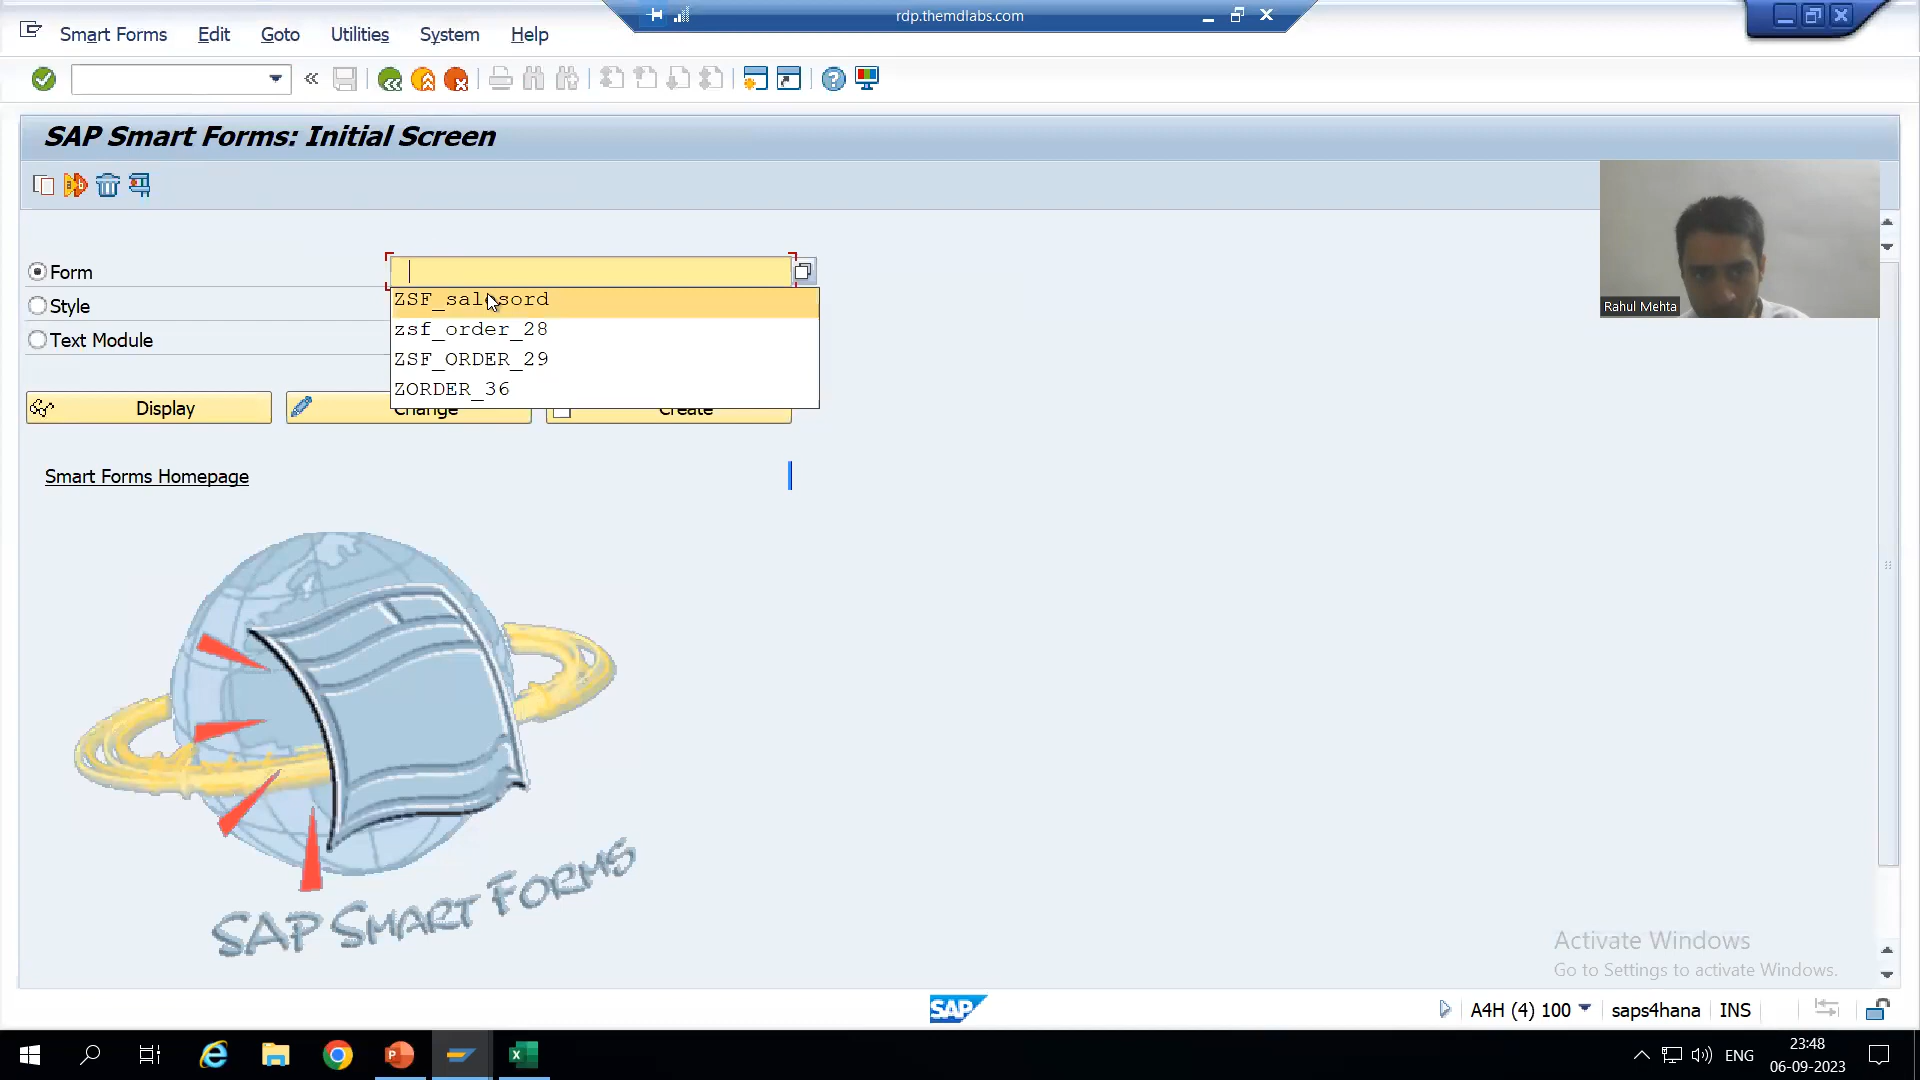 rdp.themdlabs.com
Smart Forms Edit Goto Utilities System Help
SAP Smart Forms: Initial Screen
Form
ZSF_salesord
Style
zsf_order_28
Text Module
ZSF_ORDER_29
ZORDER_36
Display Change Create
Smart Forms Homepage
SAP SMART FORMS
Rahul Mehta
Activate Windows
Go to Settings to activate Windows.
SAP
A4H (4) 100 saps4hana INS
ENG
23:48
06-09-2023